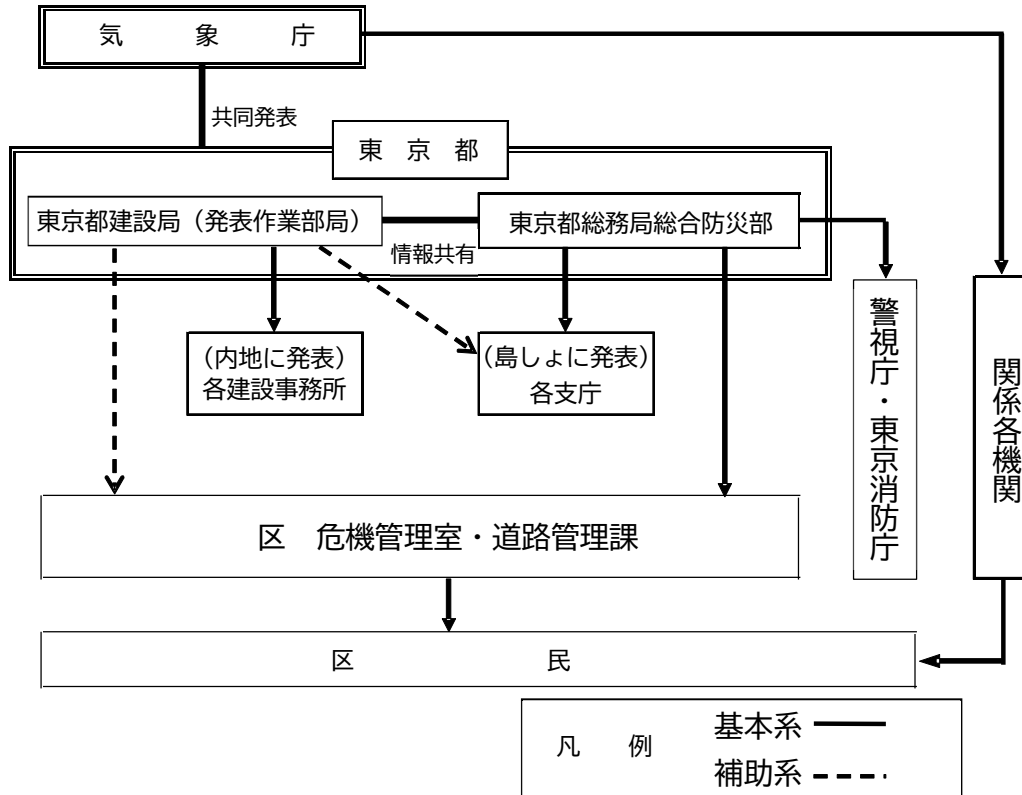 気　象　庁
共同発表
東　京　都
東京都建設局（発表作業部局）
情報共有
東京都総務局総合防災部
（内地に発表）
各建設事務所
（島しょに発表）
各支庁
警視庁・東京消防庁
関係各機関
区　危機管理室・道路管理課
区　民
凡　例
基本系
補助系